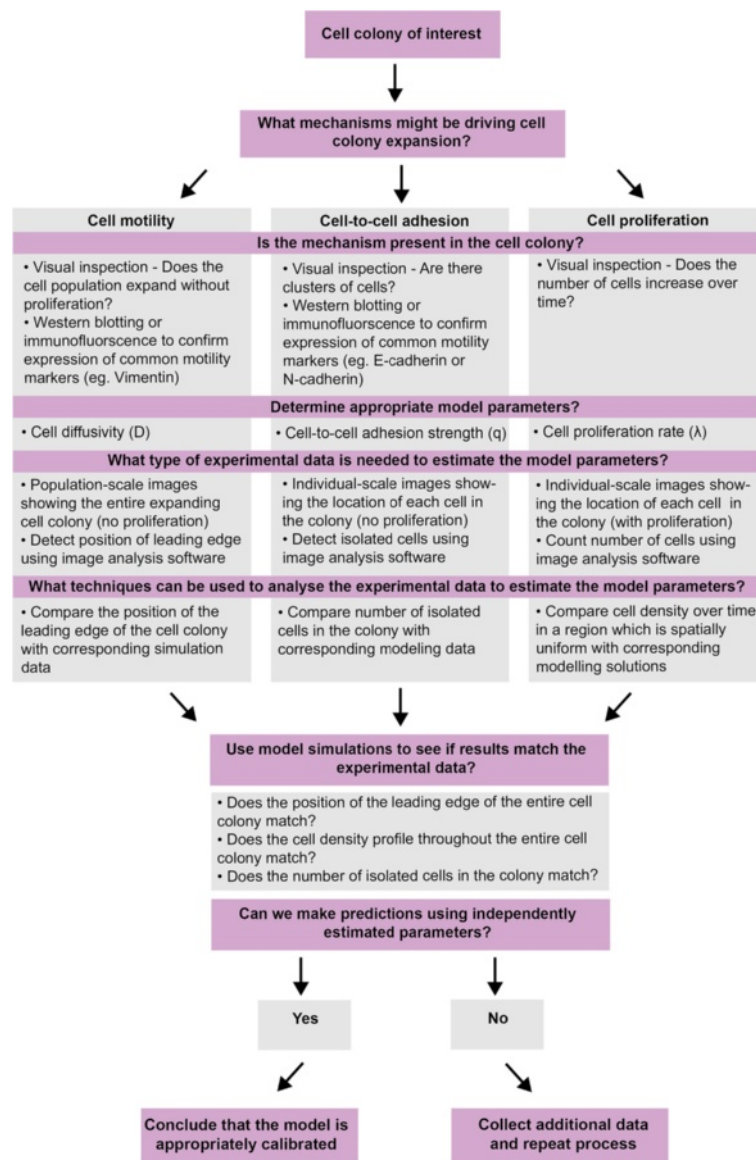 Cell colony of interest
What mechanisms might be driving cell
colony expansion?
Cell motility
Cell-to-cell adhesion
Cell proliferation
Is the mechanism present in the cell colony?
• Visual inspection - Does the
cell population expand without
proliferation?
• Western blotting or
immunofluorscence to confirm
expression of common motility
markers (eg. Vimentin)
• Visual inspection - Are there
clusters of cells?
• Western blotting or
immunofluorscence to confirm
expression of common motility
markers (eg. E-cadherin or
N-cadherin)
• Visual inspection - Does the
number of cells increase over
time?
Determine appropriate model parameters?
• Cell diffusivity (D)
• Cell-to-cell adhesion strength (q)
• Cell proliferation rate (λ)
What type of experimental data is needed to estimate the model parameters?
• Population-scale images
showing the entire expanding
cell colony (no proliferation)
• Detect position of leading edge
using image analysis software
• Individual-scale images show-
ing the location of each cell in
the colony (no proliferation)
• Detect isolated cells using
image analysis software
• Individual-scale images show-
ing the location of each cell in
the colony (with proliferation)
• Count number of cells using
image analysis software
What techniques can be used to analyse the experimental data to estimate the model parameters?
• Compare the position of the
leading edge of the cell colony
with corresponding simulation
data
• Compare number of isolated
cells in the colony with
corresponding modeling data
• Compare cell density over time
in a region which is spatially
uniform with corresponding
modelling solutions
Use model simulations to see if results match the
experimental data?
• Does the position of the leading edge of the entire cell
colony match?
• Does the cell density profile throughout the entire cell
colony match?
• Does the number of isolated cells in the colony match?
Can we make predictions using independently
estimated parameters?
Yes
No
Conclude that the model is
appropriately calibrated
Collect additional data
and repeat process